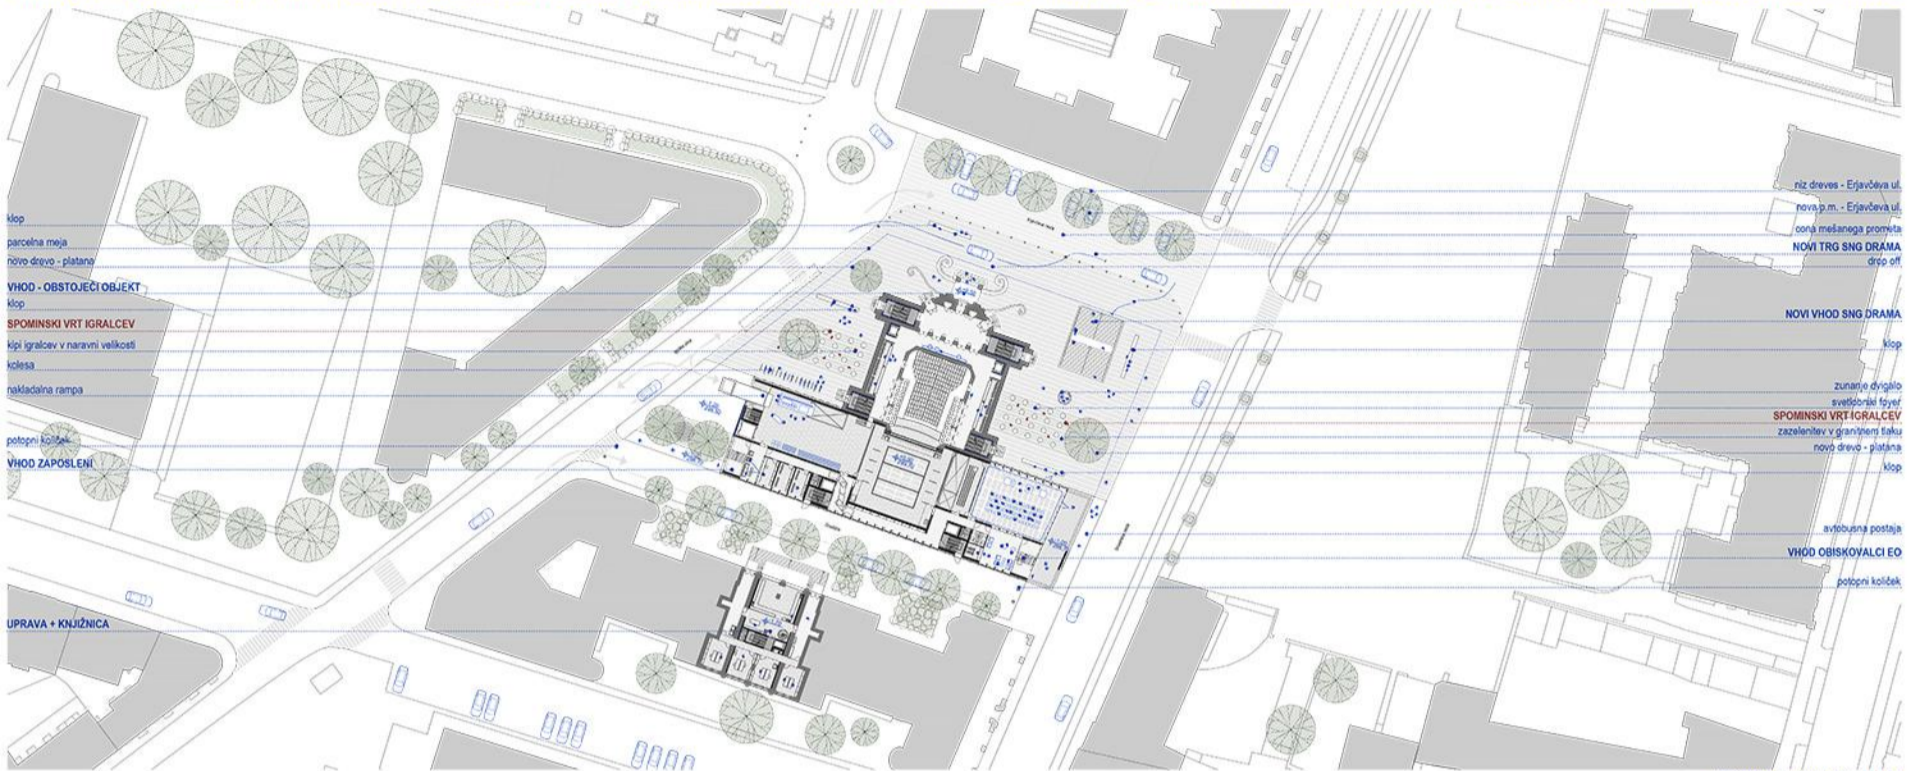 klop
parcelna meja
novo drevo - platana
VHOD - OBSTOJEČI OBJEKT
klop
SPOMINSKI VRT IGRALCEV
kipi igralcev v naravni velikosti
kolesa
nakladalna rampa
potopni količek
VHOD ZAPOSLENI
UPRAVA + KNJIŽNICA
niz dreves - Erjavčeva ul.
nova p.m. - Erjavčeva ul.
cona mešanega prometa
NOVI TRG SNG DRAMA
drop off
NOVI VHOD SNG DRAMA
klop
zunanje dvigalo
svetlobniki foyer
SPOMINSKI VRT IGRALCEV
zazelenitev v granitnem tlaku
novo drevo - platana
klop
avtobusna postaja
VHOD OBISKOVALCI EO
potopni količek